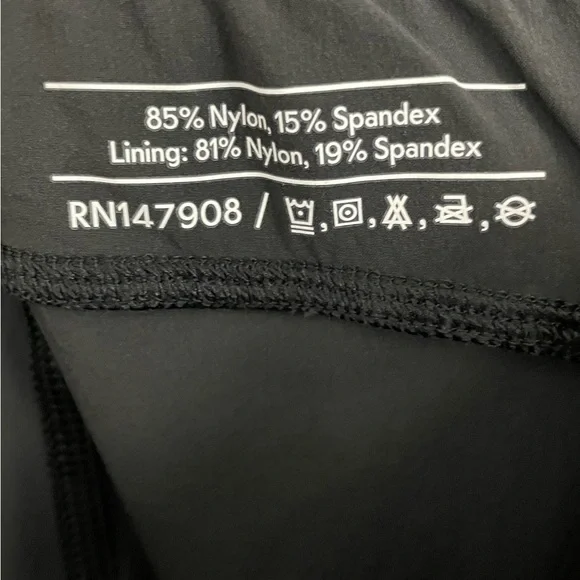 85% Nylon, 15% Spandex
Lining: 81% Nylon, 19% Spandex
RN147908 / , , , ,